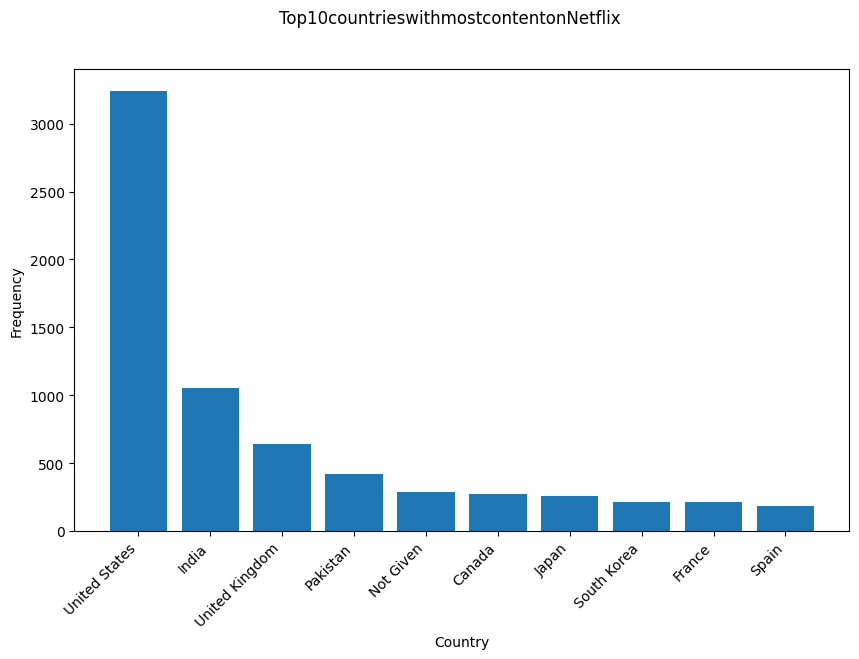 Top10countrieswithmostcontentonNetflix
Frequency
3000
2500
2000
1500
1000
500
0
United States
India
United Kingdom
Pakistan
Not Given
Canada
Japan
South Korea
France
Spain
Country